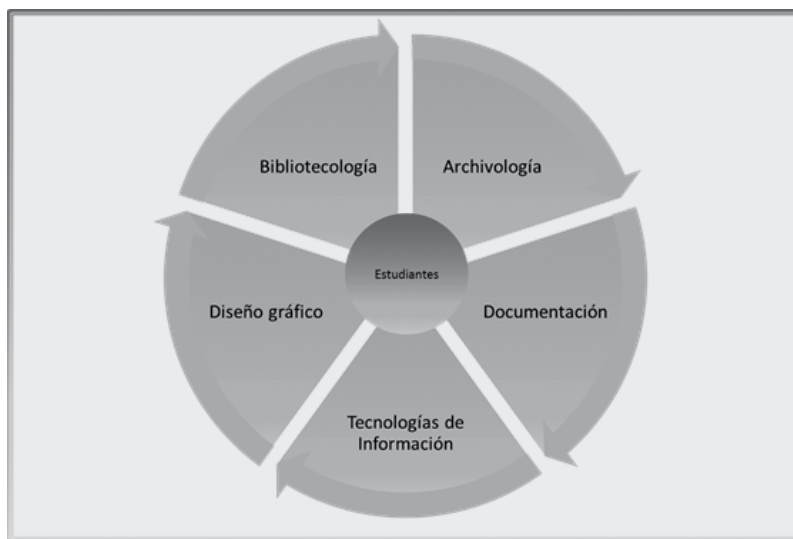 Bibliotecología
Archivología
Estudiantes
Diseño gráfico
Documentación
Tecnologías de
Información